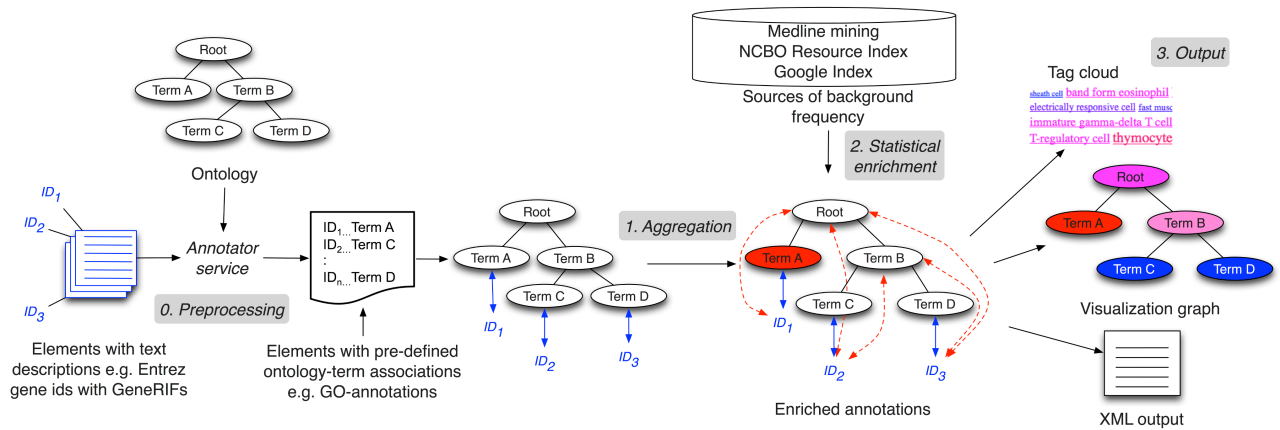 Root
Term A
Term B
Term C
Term D
Ontology
ID1
ID2
ID3
Annotator
service
0. Preprocessing
Elements with text
descriptions e.g. Entrez
gene ids with GeneRIFs
ID1...Term A
ID2...Term C
:
IDn...Term D
Elements with pre-defined
ontology-term associations
e.g. GO-annotations
Root
Term A
Term B
Term C
Term D
ID1
ID2
ID3
1. Aggregation
Medline mining
NCBO Resource Index
Google Index
Sources of background
frequency
2. Statistical
enrichment
Root
Term A
Term B
Term C
Term D
ID1
ID2
ID3
Enriched annotations
3. Output
Tag cloud
sheath cell band form eosinophil
electrically responsive cell fast musc
immature gamma-delta T cell
T-regulatory cell thymocyte
Root
Term A
Term B
Term C
Term D
Visualization graph
XML output